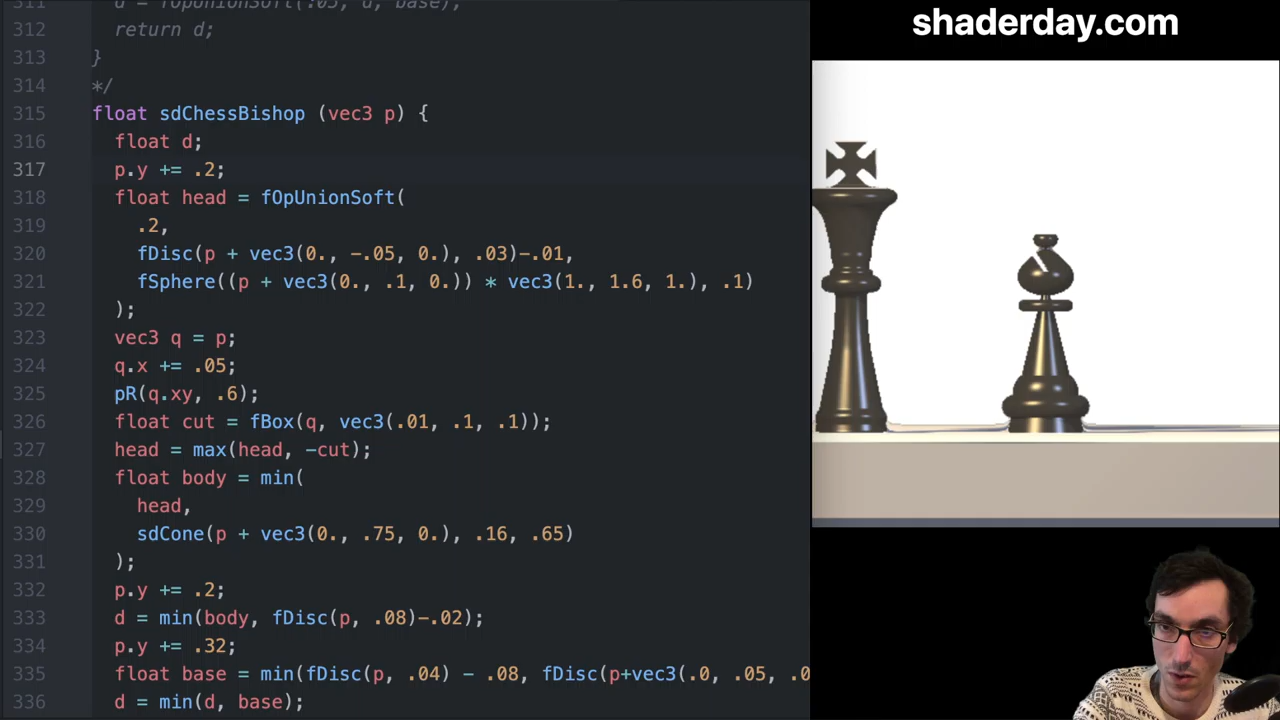 311 d = fOpUnionSoft(.05, d, base);
312 return d;
313 }
314 */
315 float sdChessBishop (vec3 p) {
316 float d;
317 p.y += .2;
318 float head = fOpUnionSoft(
319 .2,
320 fDisc(p + vec3(0., -.05, 0.), .03)-.01,
321 fSphere((p + vec3(0., .1, 0.)) * vec3(1., 1.6, 1.), .1)
322 );
323 vec3 q = p;
324 q.x += .05;
325 pR(q.xy, .6);
326 float cut = fBox(q, vec3(.01, .1, .1));
327 head = max(head, -cut);
328 float body = min(
329 head,
330 sdCone(p + vec3(0., .75, 0.), .16, .65)
331 );
332 p.y += .2;
333 d = min(body, fDisc(p, .08)-.02);
334 p.y += .32;
335 float base = min(fDisc(p, .04) - .08, fDisc(p+vec3(.0, .05, .0
336 d = min(d, base);
shaderday.com